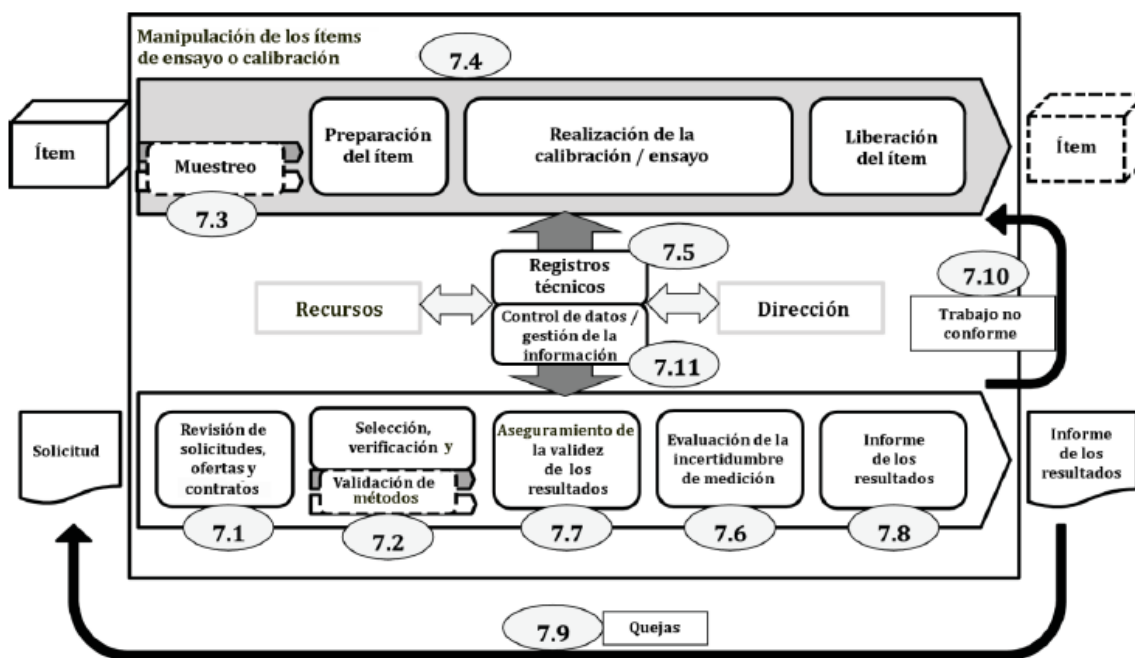 Manipulación de los ítems
de ensayo o calibración
7.4
Ítem
Muestreo
7.3
Preparación
del ítem
Realización de la
calibración / ensayo
Liberación
del ítem
Ítem
7.5
Registros
técnicos
Recursos
Control de datos /
gestión de la
información
7.11
Dirección
7.10
Trabajo no
conforme
Solicitud
Revisión de
solicitudes,
ofertas y
contratos
7.1
Selección,
verificación y
Validación de
métodos
7.2
Aseguramiento de
la validez
de los
resultados
7.7
Evaluación de la
incertidumbre
de medición
7.6
Informe
de los
resultados
7.8
Informe
de los
resultados
7.9
Quejas